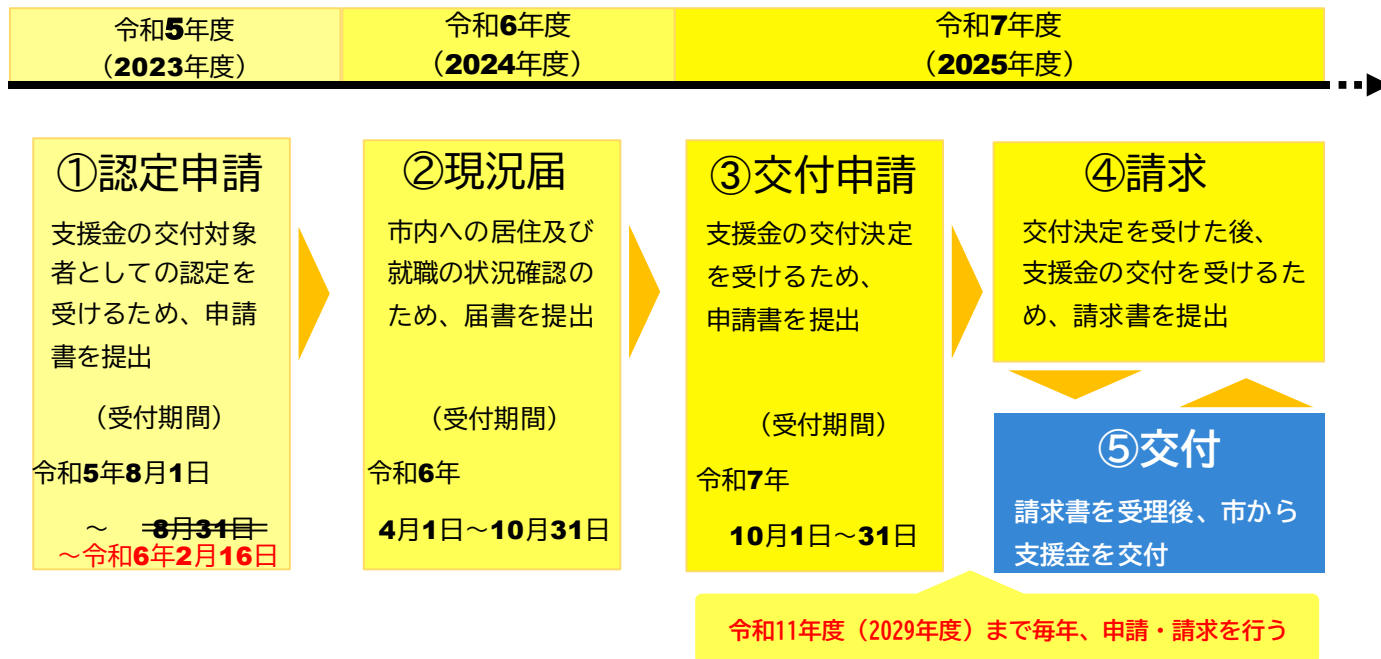 令和5年度
（2023年度）
令和6年度
（2024年度）
令和7年度
（2025年度）
①認定申請
支援金の交付対象
者としての認定を
受けるため、申請
書を提出
（受付期間）
令和5年8月1日
～ 8月31日
～令和6年2月16日
②現況届
市内への居住及び
就職の状況確認の
ため、届書を提出
（受付期間）
令和6年
4月1日～10月31日
③交付申請
支援金の交付決定
を受けるため、
申請書を提出
（受付期間）
令和7年
10月1日～31日
④請求
交付決定を受けた後、
支援金の交付を受けるた
め、請求書を提出
⑤交付
請求書を受理後、市から
支援金を交付
令和11年度（2029年度）まで毎年、申請・請求を行う